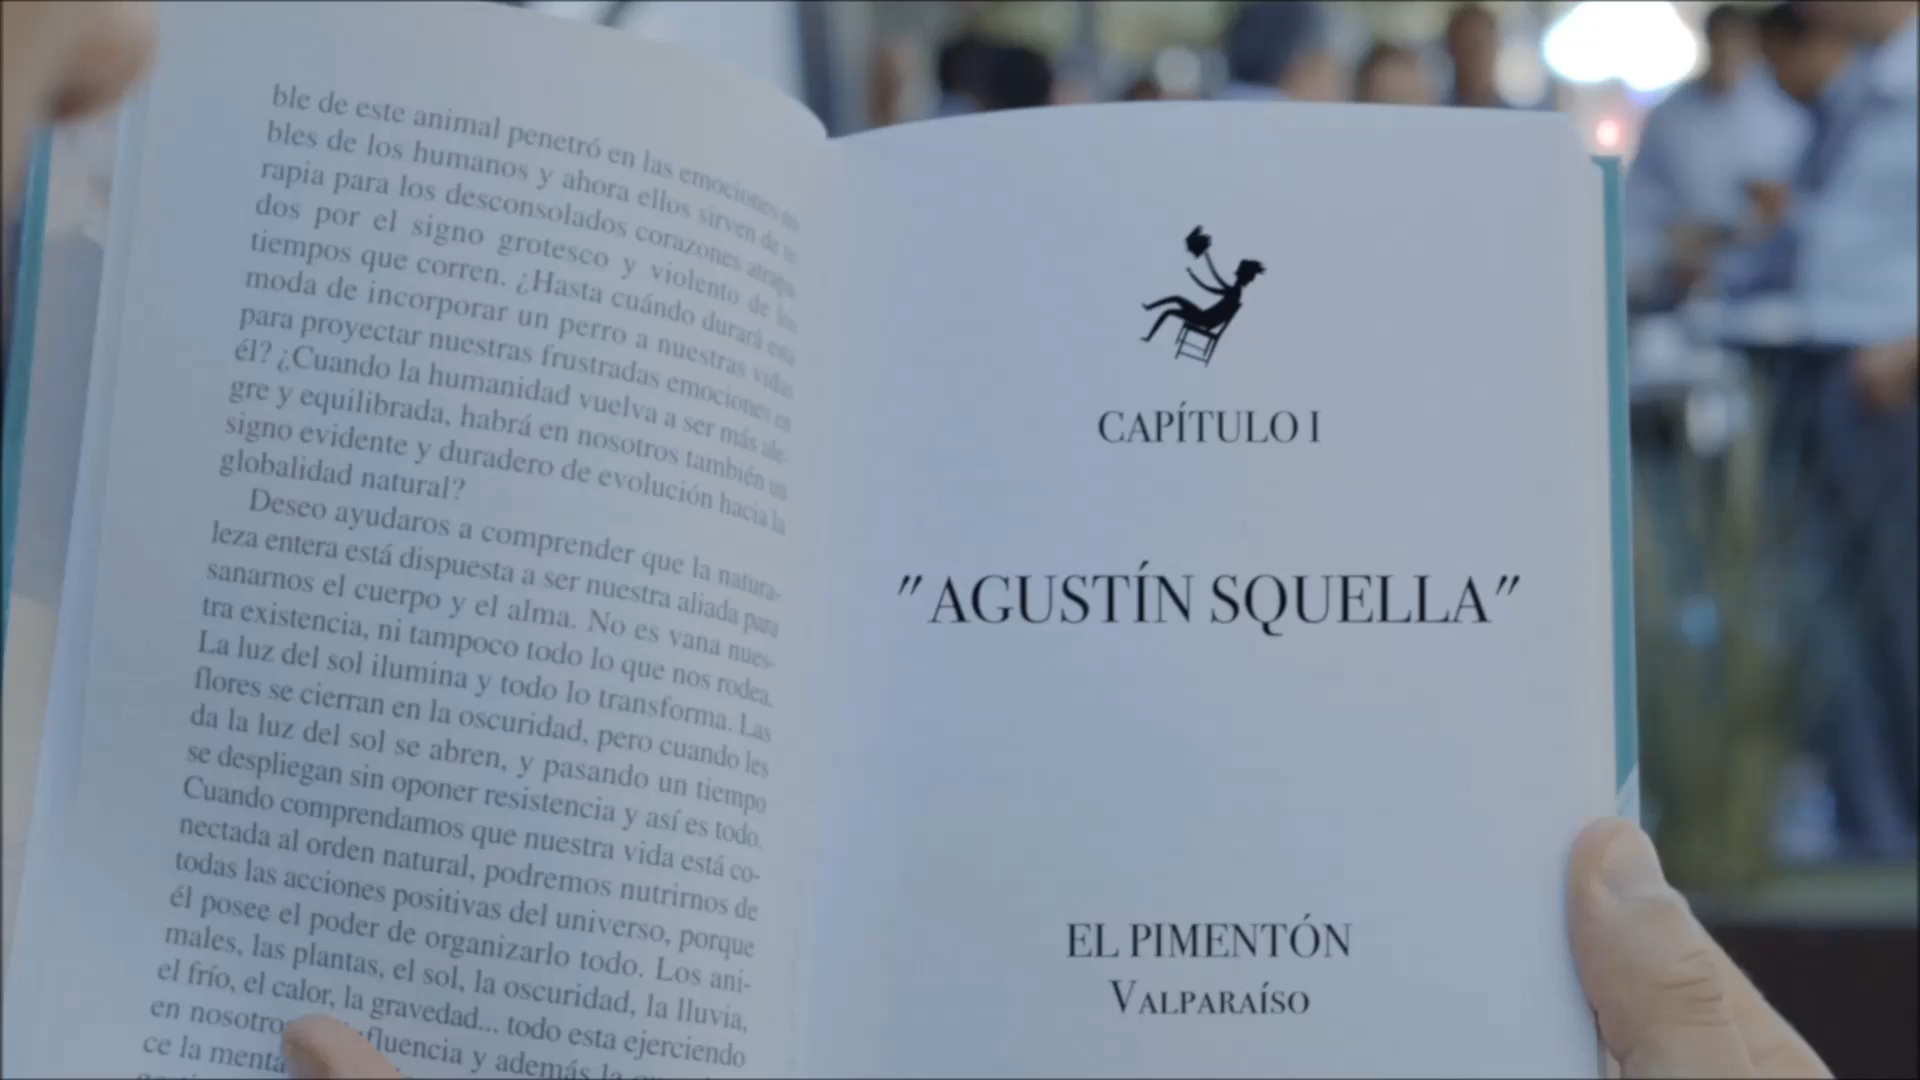 ble de este animal penetró en las emociones
bles de los humanos y ahora ellos sirven de
rapia para los desconsolados corazones atrapa-
dos por el signo grotesco y violento de los
tiempos que corren. ¿Hasta cuándo durará esta
moda de incorporar un perro a nuestras vidas
para proyectar nuestras frustradas emociones en
él? ¿Cuando la humanidad vuelva a ser más ale-
gre y equilibrada, habrá en nosotros también un
signo evidente y duradero de evolución hacia la
globalidad natural?
Deseo ayudaros a comprender que la natura-
leza entera está dispuesta a ser nuestra aliada para
sanarnos el cuerpo y el alma. No es vana nues-
tra existencia, ni tampoco todo lo que nos rodea.
La luz del sol ilumina y todo lo transforma. Las
flores se cierran en la oscuridad, pero cuando les
da la luz del sol se abren, y pasando un tiempo
se despliegan sin oponer resistencia y así es todo.
Cuando comprendamos que nuestra vida está co-
nectada al orden natural, podremos nutrirnos de
todas las acciones positivas del universo, porque
él posee el poder de organizarlo todo. Los ani-
males, las plantas, el sol, la oscuridad, la lluvia,
el frío, el calor, la gravedad... todo esta ejerciendo
en nosotro fluencia y además la
ce la menta
CAPÍTULO I
"AGUSTÍN SQUELLA"
EL PIMENTÓN
VALPARAÍSO